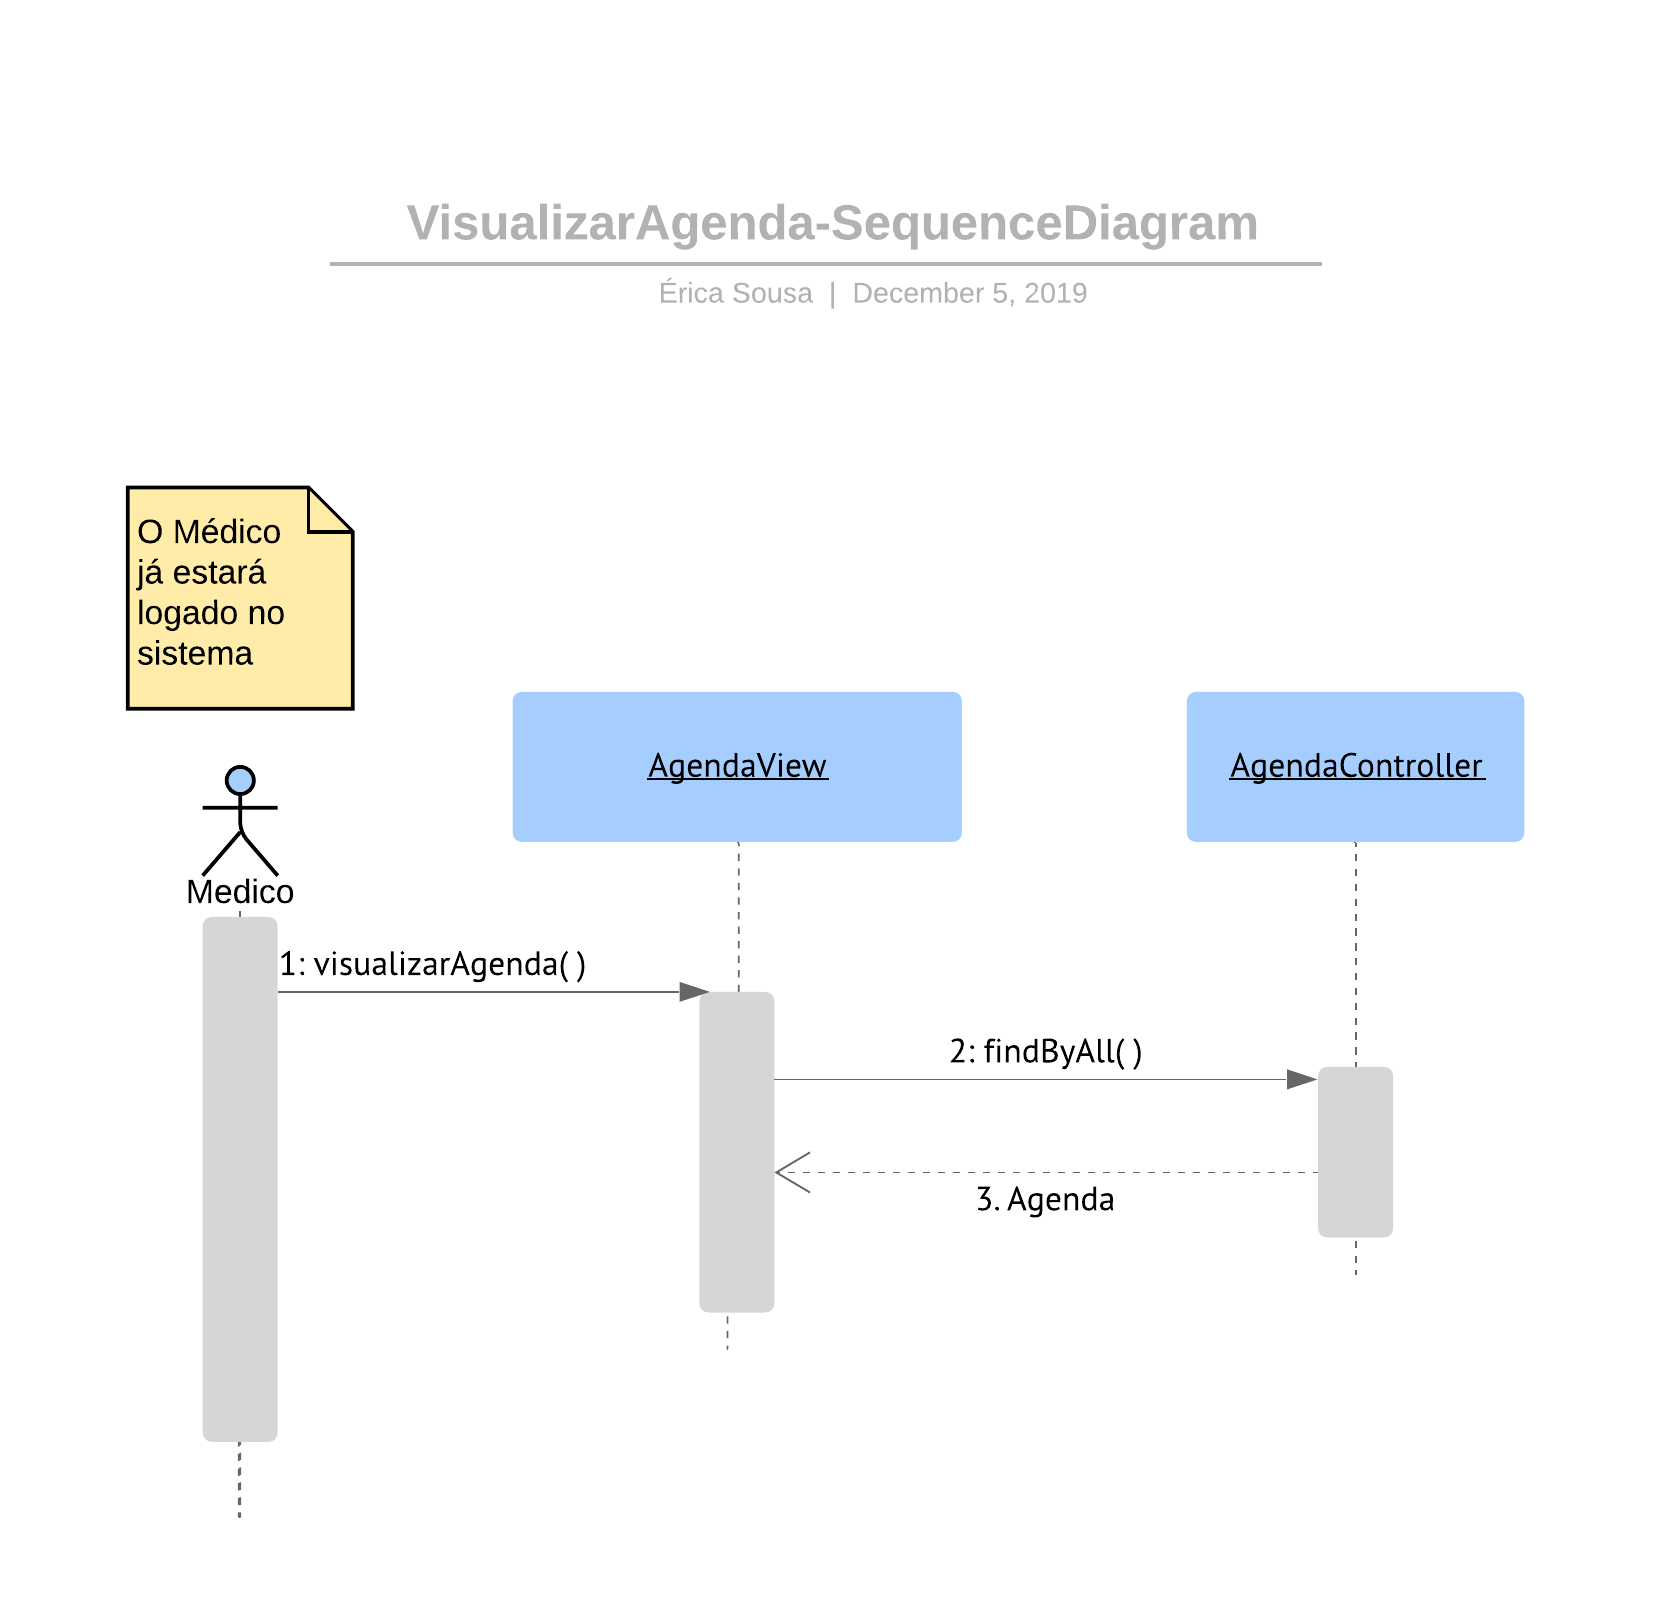 VisualizarAgenda-SequenceDiagram
Érica Sousa | December 5, 2019
O Médico
já estará
logado no
sistema
AgendaView
AgendaController
Medico
1: visualizarAgenda( )
2: findByAll( )
3. Agenda